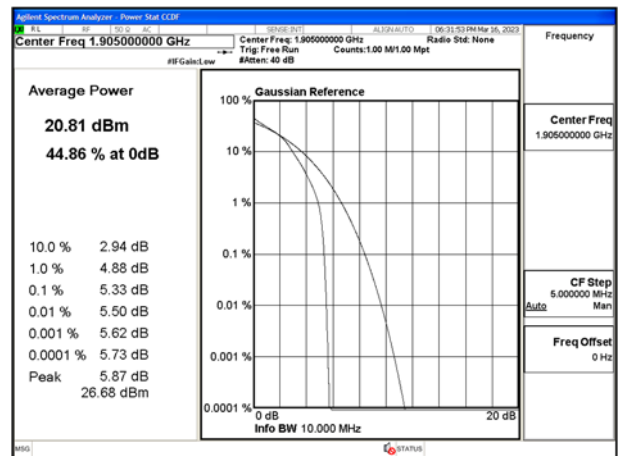 Agilent Spectrum Analyzer - Power Stat CCDF
RL RF 50 Ω AC SENSE:INT ALIGN AUTO 06:31:53 PM Mar 16, 2023
Center Freq 1.905000000 GHz
Center Freq: 1.905000000 GHz Radio Std: None
Trig: Free Run Counts:1.00 M/1.00 Mpt
#IFGain:Low #Atten: 40 dB
Frequency
Average Power
20.81 dBm
44.86 % at 0dB
10.0 % 2.94 dB
1.0 % 4.88 dB
0.1 % 5.33 dB
0.01 % 5.50 dB
0.001 % 5.62 dB
0.0001 % 5.73 dB
Peak 5.87 dB
26.68 dBm
Gaussian Reference
100 %
10 %
1 %
0.1 %
0.01 %
0.001 %
0.0001 %
0 dB 20 dB
Info BW 10.000 MHz
Center Freq
1.905000000 GHz
CF Step
5.000000 MHz
Auto Man
Freq Offset
0 Hz
MSG STATUS